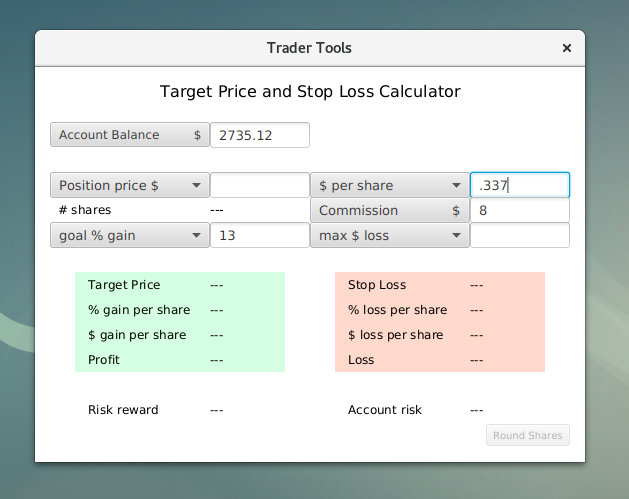 Trader Tools ×
Target Price and Stop Loss Calculator
Account Balance $ 2735.12
Position price $ $ per share .337
# shares --- Commission $ 8
goal % gain 13 max $ loss
Target Price --- Stop Loss ---
% gain per share --- % loss per share ---
$ gain per share --- $ loss per share ---
Profit --- Loss ---
Risk reward --- Account risk ---
Round Shares